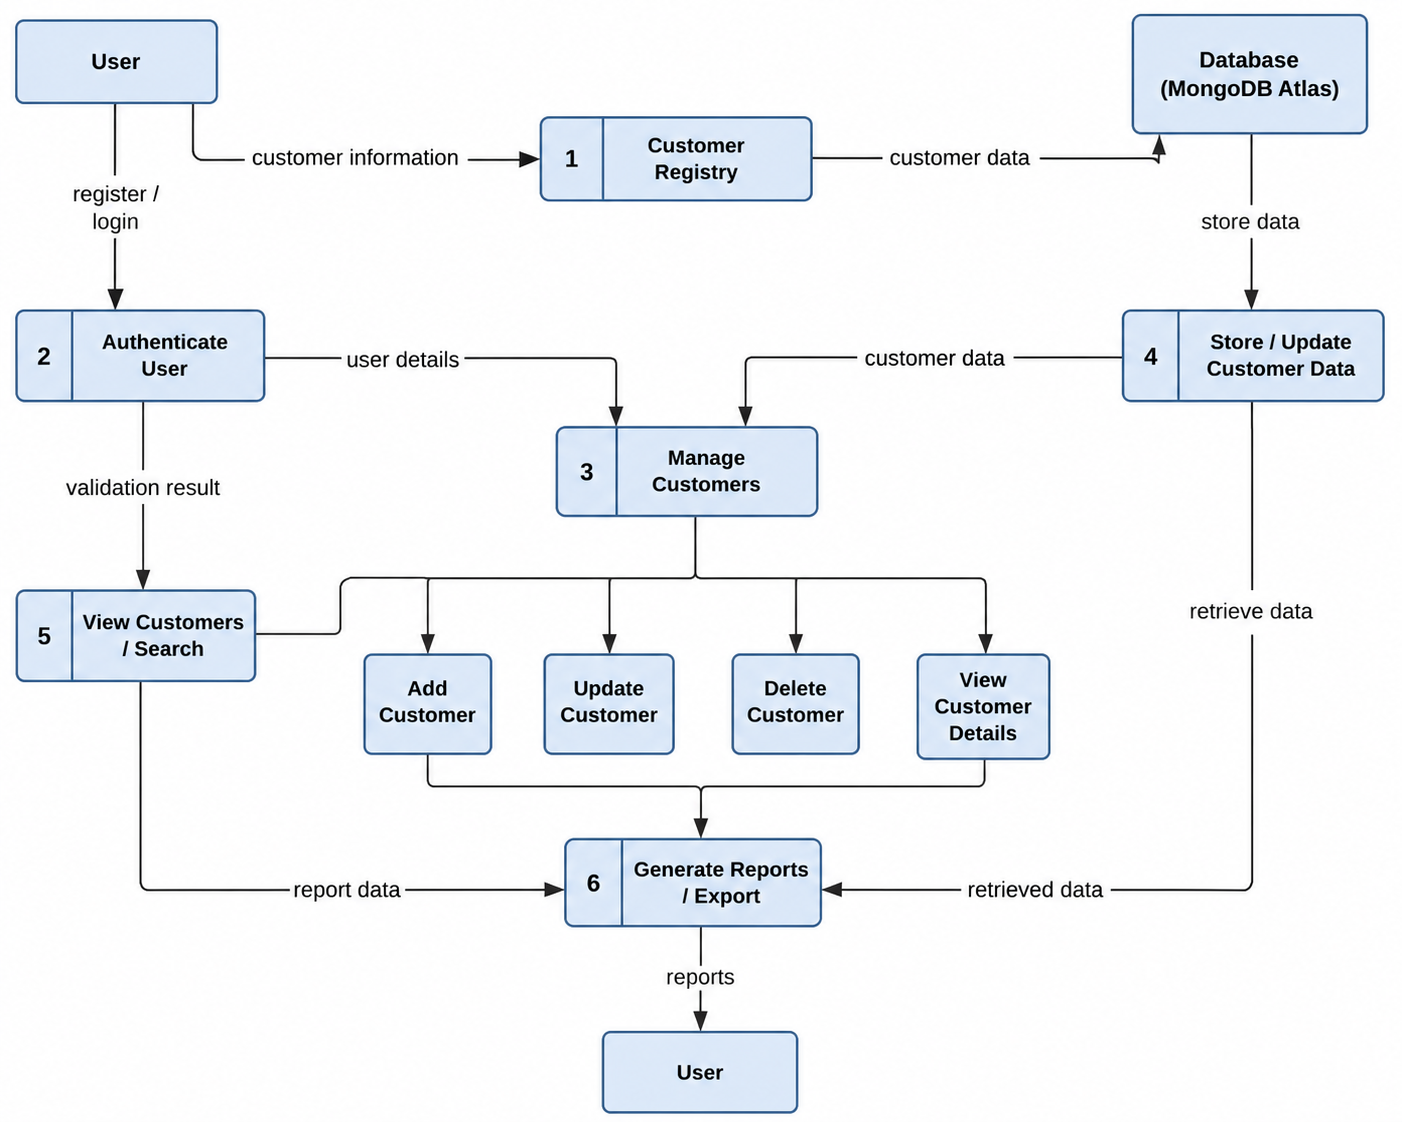 User
Database
(MongoDB Atlas)
customer information
1
Customer
Registry
customer data
register /
login
store data
2
Authenticate
User
user details
customer data
4
Store / Update
Customer Data
3
Manage
Customers
validation result
5
View Customers
/ Search
retrieve data
Add
Customer
Update
Customer
Delete
Customer
View
Customer
Details
report data
6
Generate Reports
/ Export
retrieved data
reports
User